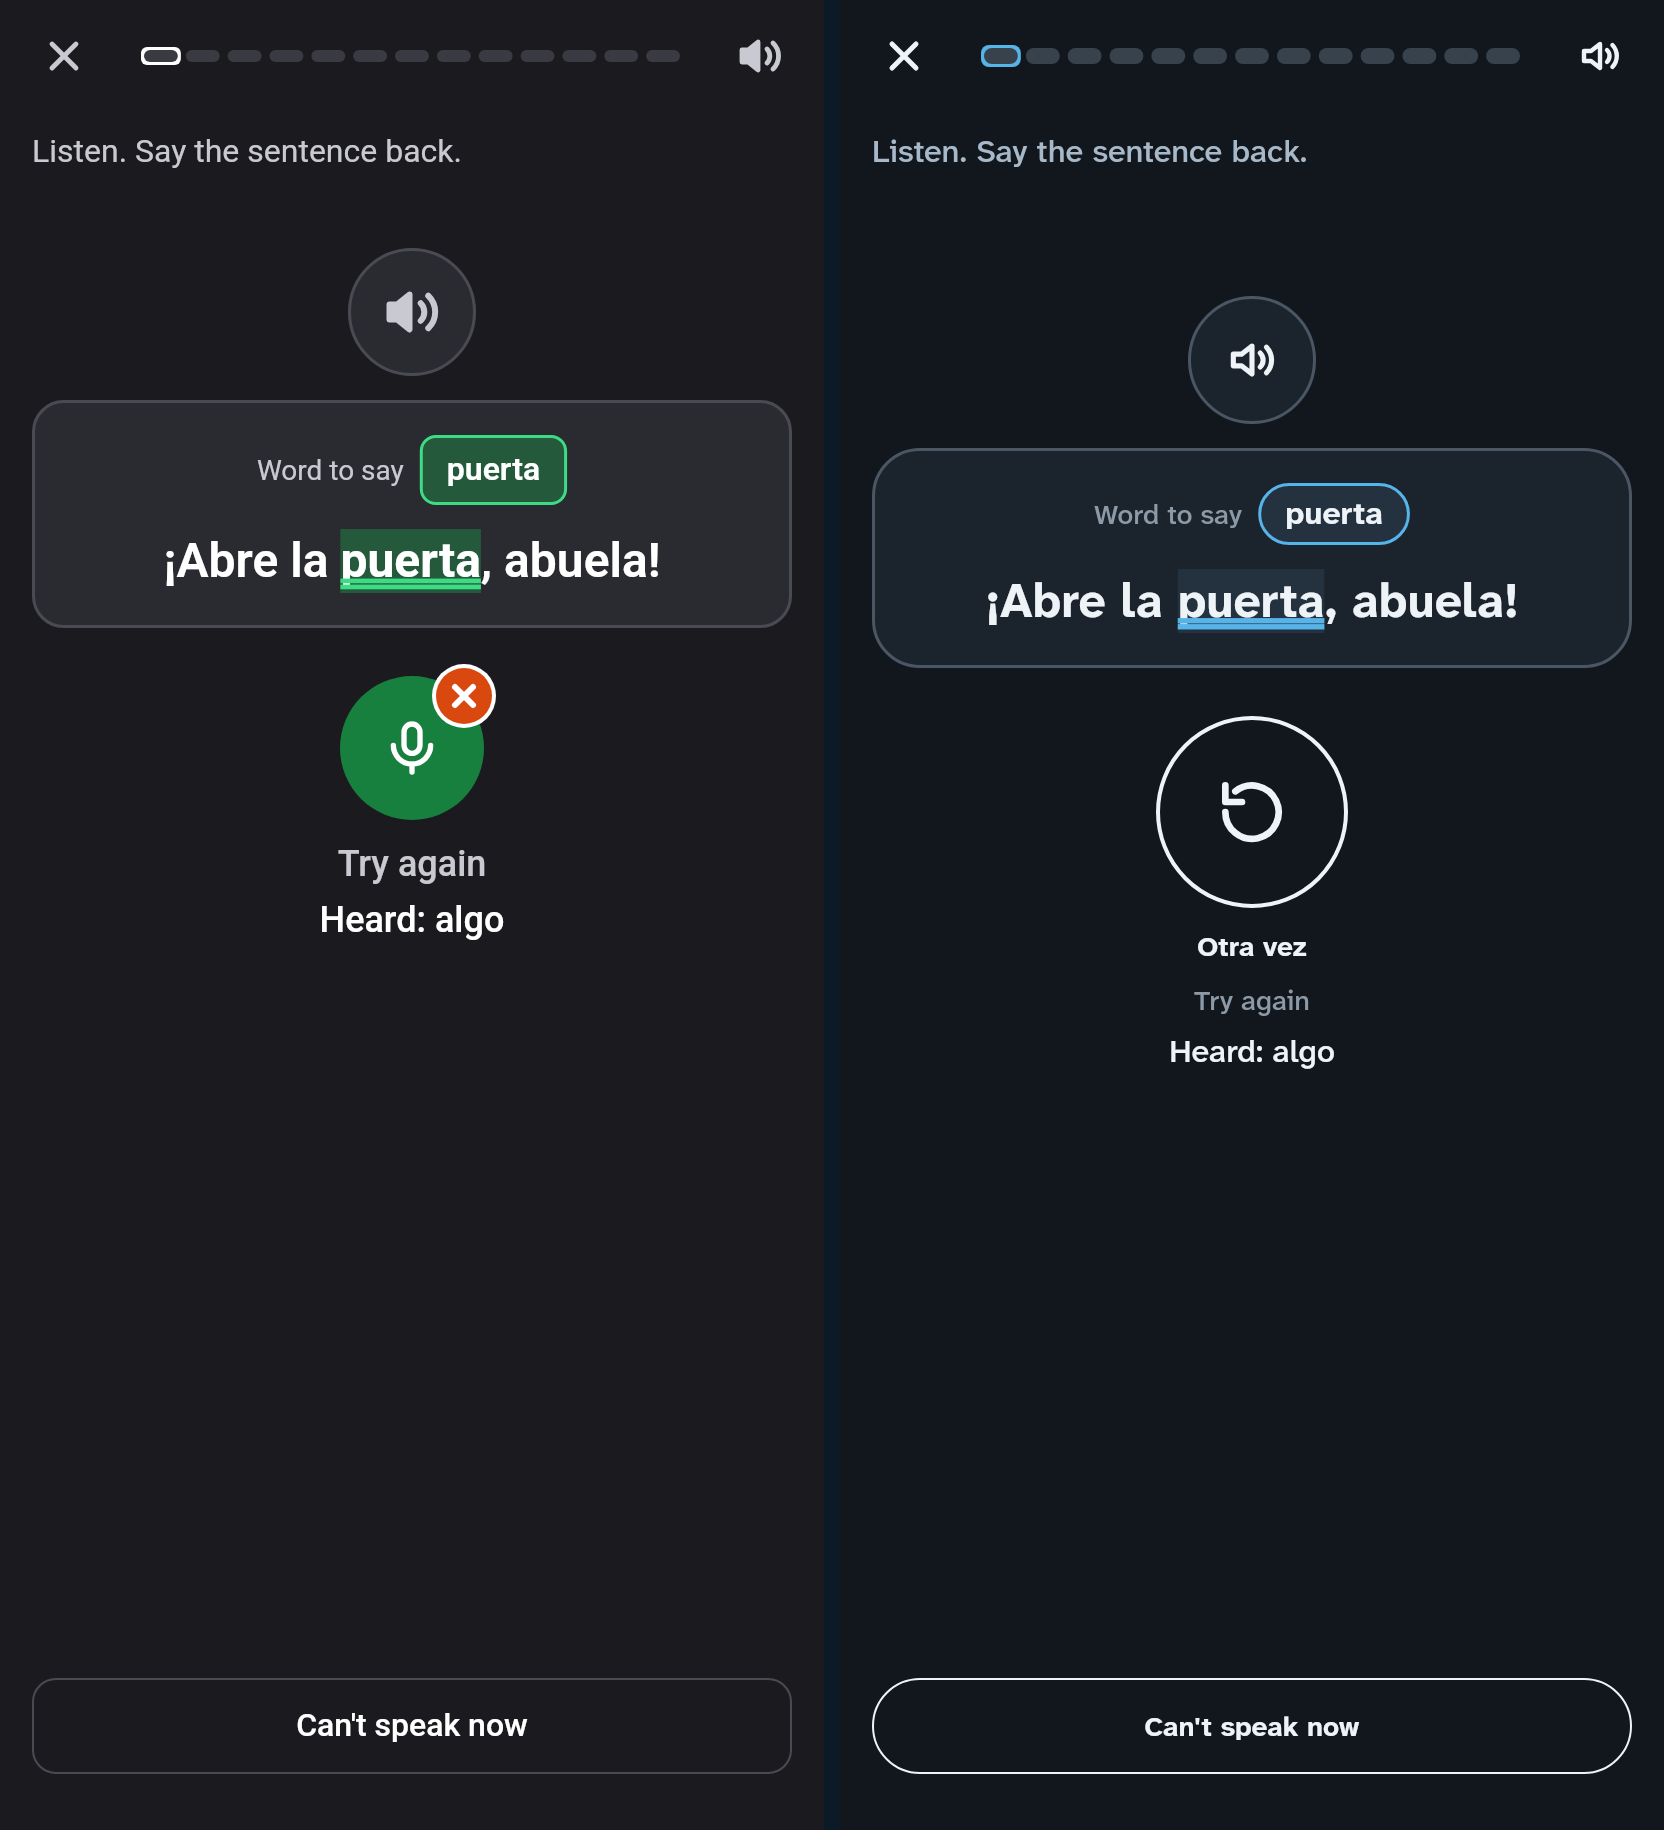 Listen. Say the sentence back.
Word to say puerta
¡Abre la puerta, abuela!
Try again
Heard: algo
Can't speak now
Listen. Say the sentence back.
Word to say puerta
¡Abre la puerta, abuela!
Otra vez
Try again
Heard: algo
Can't speak now